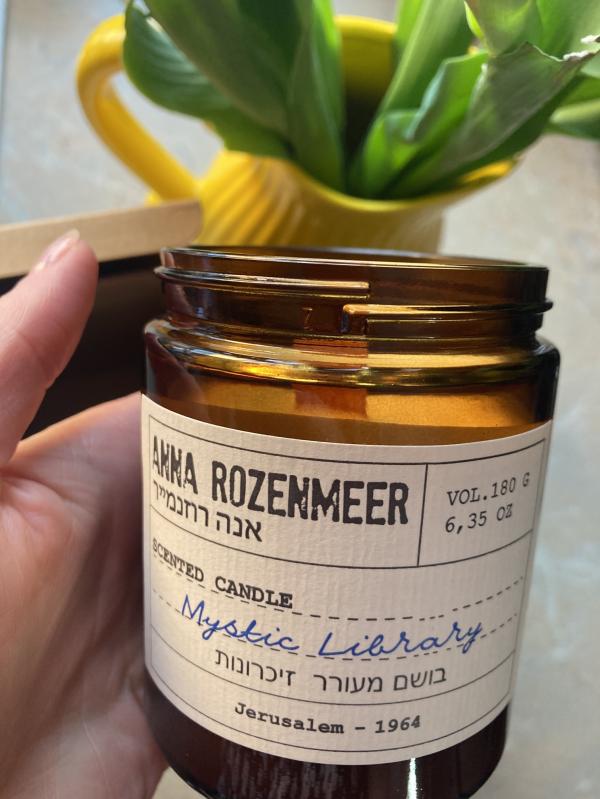 ANNA ROZENMEER
אנה רוזנמייר
VOL.180 G
6,35 OZ
SCENTED CANDLE
Mystic Library
בושם מעורר זיכרונות
Jerusalem - 1964